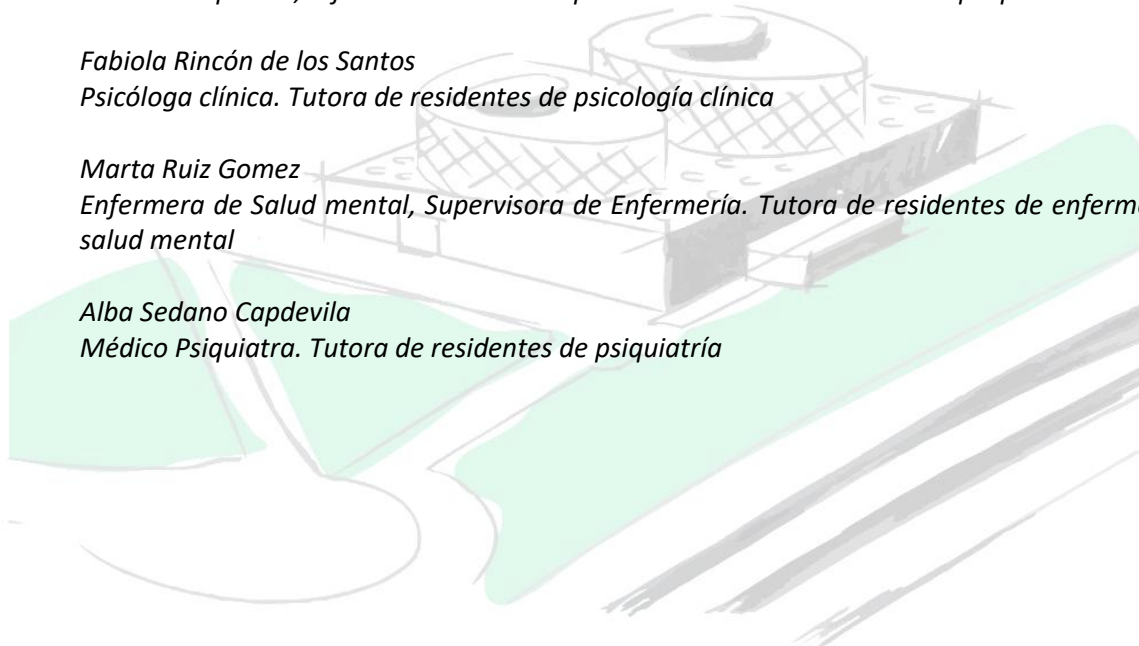 Fabiola Rincón de los Santos
Psicóloga clínica. Tutora de residentes de psicología clínica
Marta Ruiz Gomez
Enfermera de Salud mental, Supervisora de Enfermería. Tutora de residentes de
salud mental
Alba Sedano Capdevila
Médico Psiquiatra. Tutora de residentes de psiquiatría